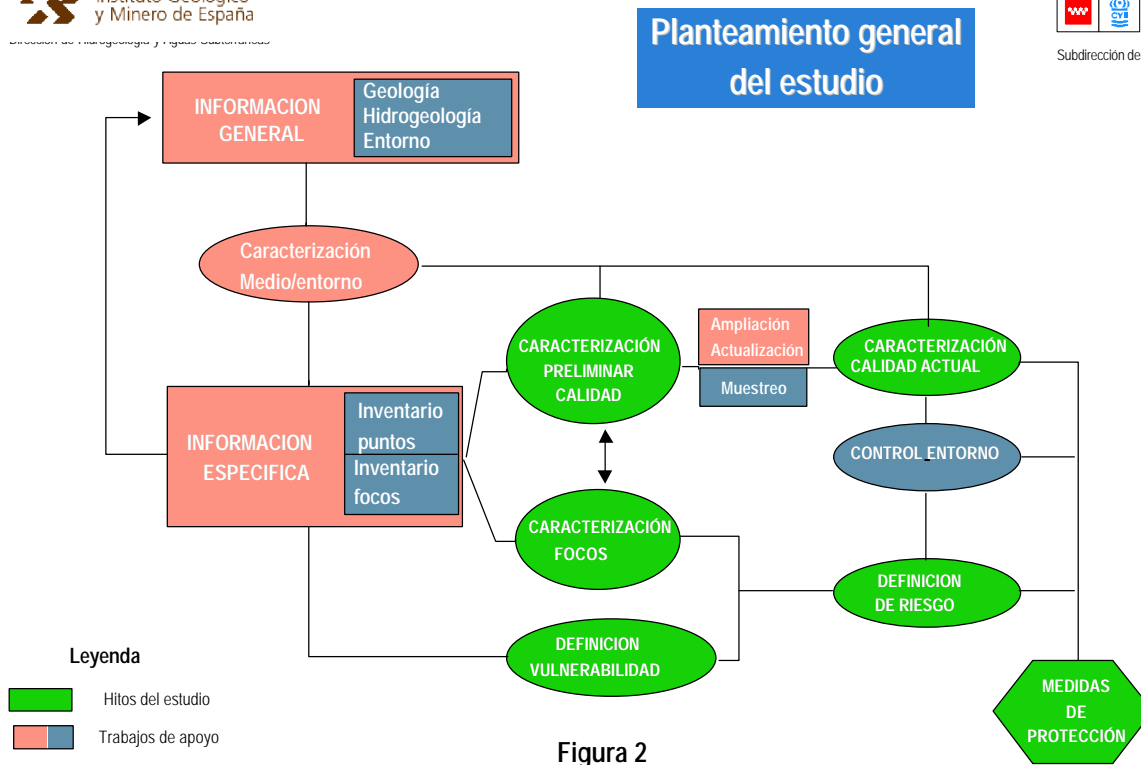 Instituto Geológico
y Minero de España
Dirección de Hidrogeología y Aguas Subterráneas
Planteamiento general
del estudio
CYII
Subdirección de
INFORMACION
GENERAL
Geología
Hidrogeología
Entorno
Caracterización
Medio/entorno
INFORMACION
ESPECIFICA
Inventario
puntos
Inventario
focos
CARACTERIZACIÓN
PRELIMINAR
CALIDAD
Ampliación
Actualización
Muestreo
CARACTERIZACIÓN
CALIDAD ACTUAL
CONTROL ENTORNO
CARACTERIZACIÓN
FOCOS
DEFINICION
DE RIESGO
DEFINICION
VULNERABILIDAD
MEDIDAS
DE
PROTECCIÓN
Leyenda
Hitos del estudio
Trabajos de apoyo
Figura 2